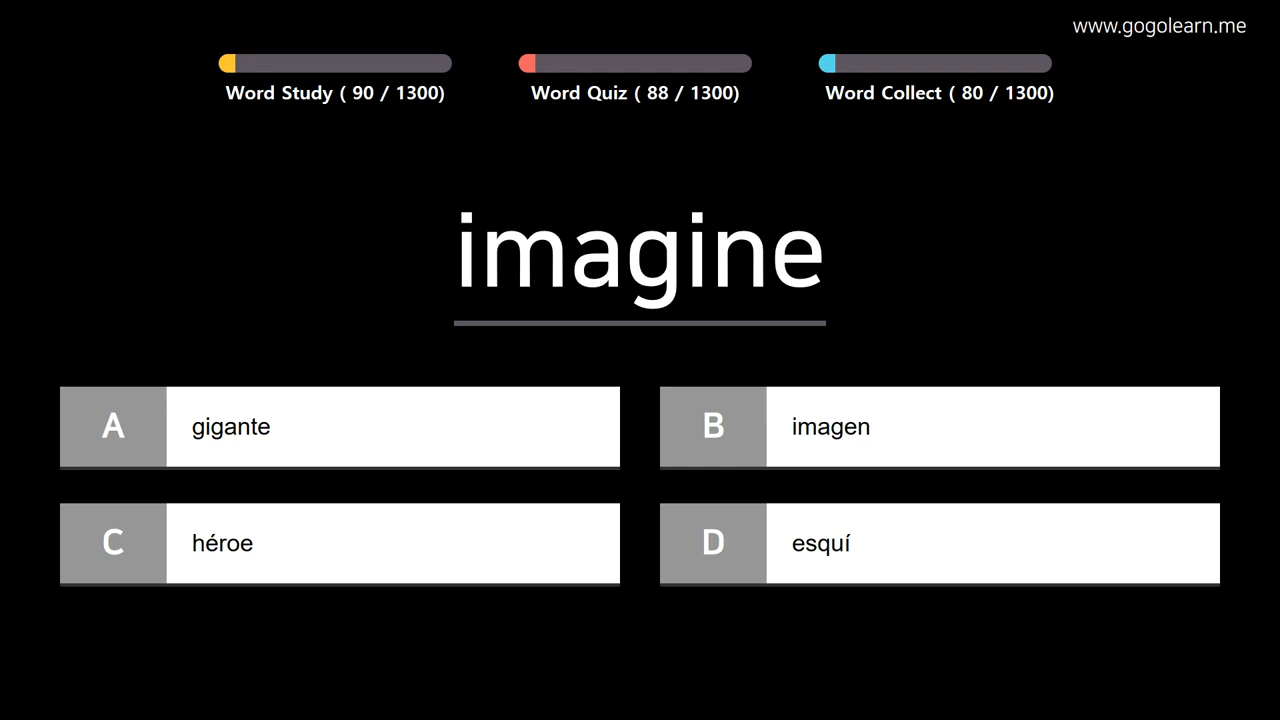 www.gogolearn.me
Word Study ( 90 / 1300)
Word Quiz ( 88 / 1300)
Word Collect ( 80 / 1300)
imagine
A gigante
B imagen
C héroe
D esquí